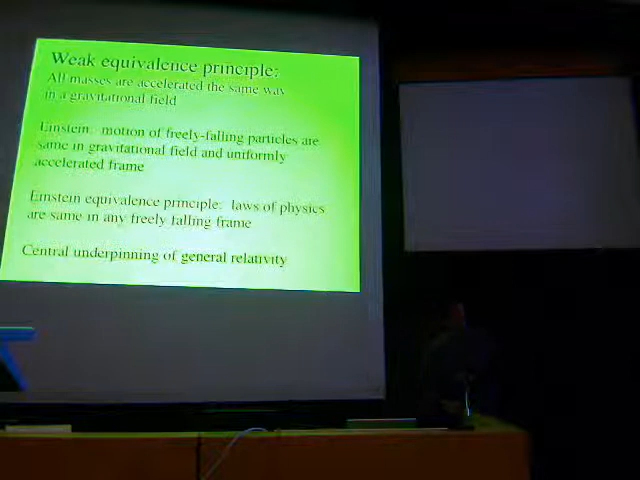 Weak equivalence principle:
All masses are accelerated the same way
in a gravitational field
Einstein: motion of freely-falling particles are
same in gravitational field and uniformly
accelerated frame
Einstein equivalence principle: laws of physics
are same in any freely falling frame
Central underpinning of general relativity